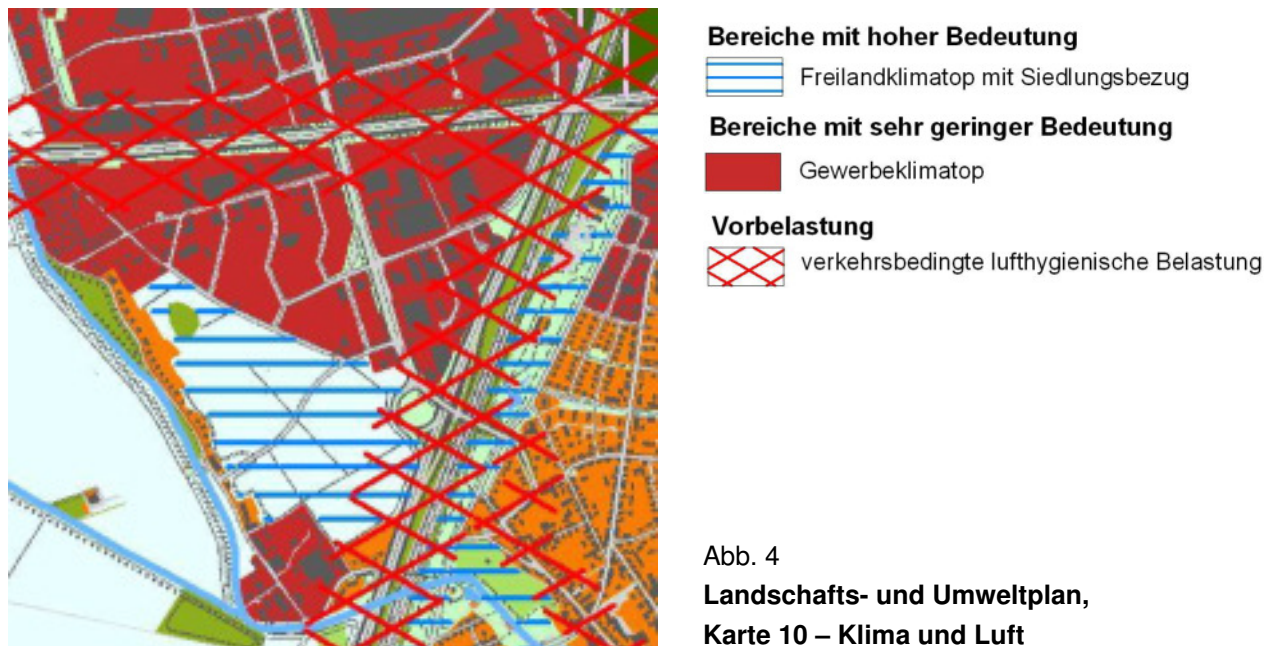 Bereiche mit hoher Bedeutung
Freilandklimatop mit Siedlungsbezug
Bereiche mit sehr geringer Bedeutung
Gewerbeklimatop
Vorbelastung
verkehrsbedingte lufthygienische Belastung
Abb. 4
Landschafts- und Umweltplan,
Karte 10 – Klima und Luft